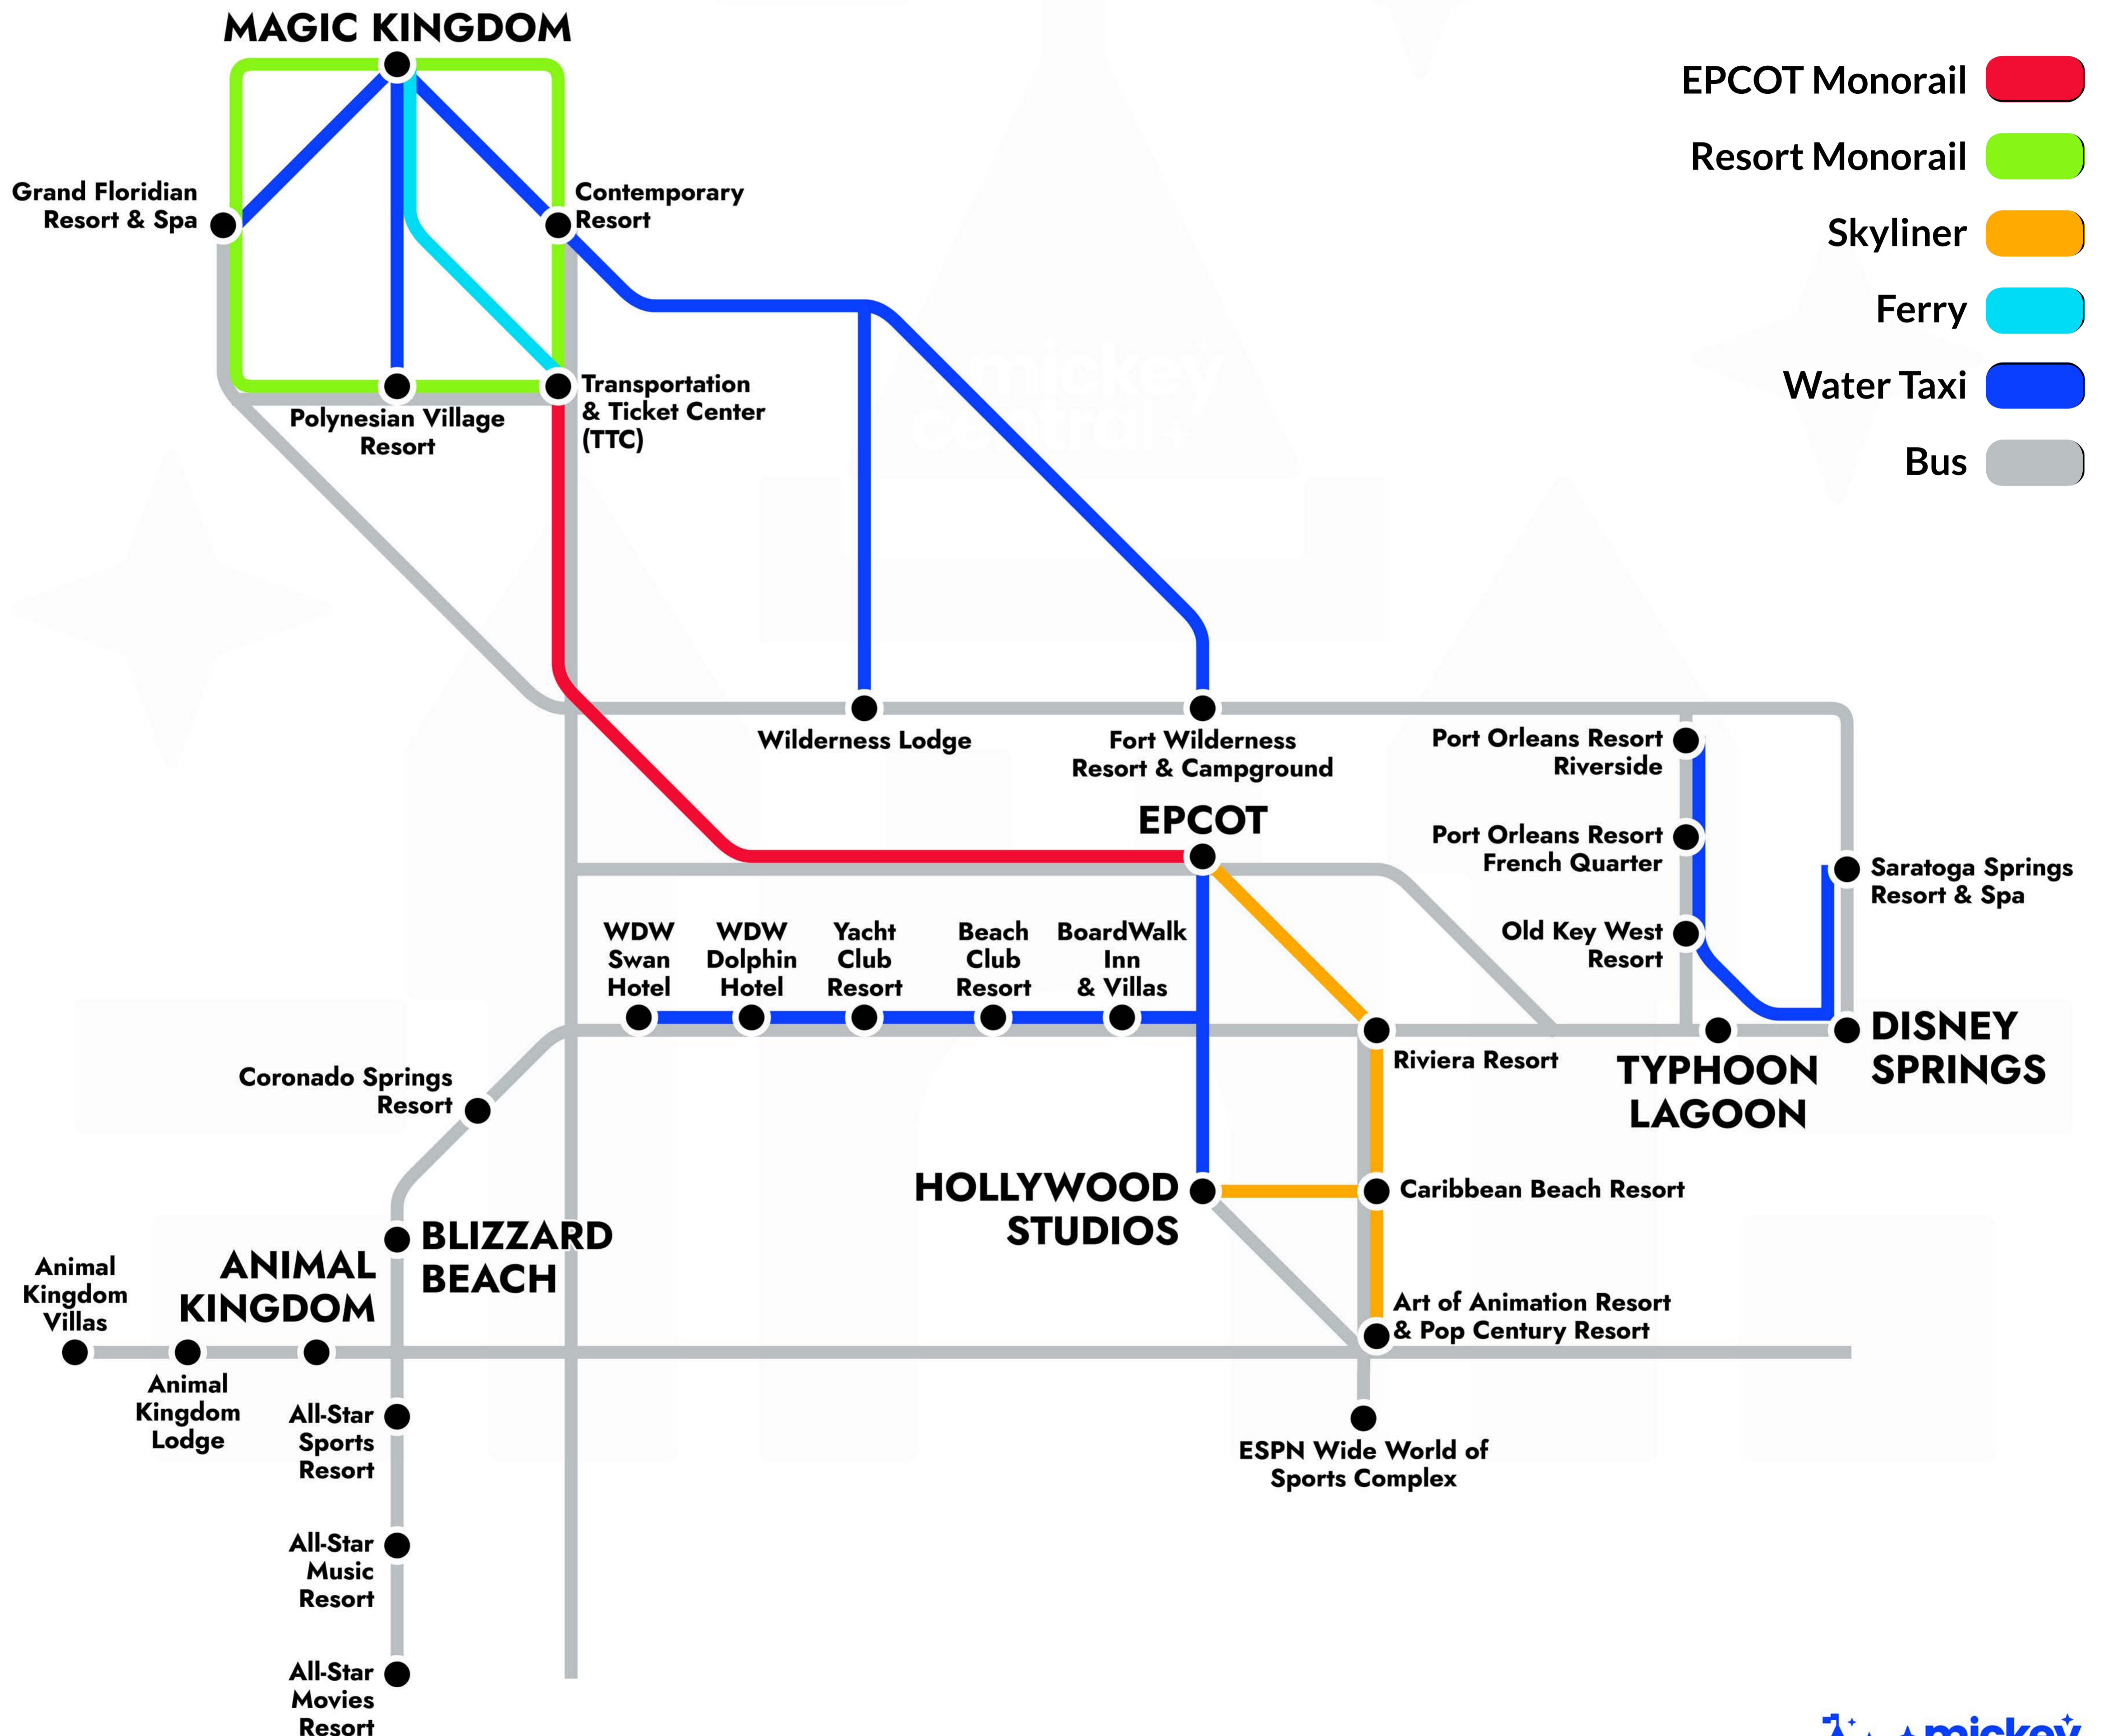 MAGIC KINGDOM
EPCOT Monorail
Resort Monorail
Skyliner
Ferry
Water Taxi
Bus
Grand Floridian
Resort & Spa
Contemporary
Resort
Polynesian Village
Resort
Transportation
& Ticket Center
(TTC)
mickey
central
Wilderness Lodge
Fort Wilderness
Resort & Campground
Port Orleans Resort
Riverside
EPCOT
Port Orleans Resort
French Quarter
Saratoga Springs
Resort & Spa
WDW
Swan
Hotel
WDW
Dolphin
Hotel
Yacht
Club
Resort
Beach
Club
Resort
BoardWalk
Inn
& Villas
Old Key West
Resort
DISNEY
SPRINGS
Riviera Resort
TYPHOON
LAGOON
Coronado Springs
Resort
HOLLYWOOD
STUDIOS
Caribbean Beach Resort
BLIZZARD
BEACH
ANIMAL
KINGDOM
Animal
Kingdom
Villas
Animal
Kingdom
Lodge
Art of Animation Resort
& Pop Century Resort
All-Star
Sports
Resort
ESPN Wide World of
Sports Complex
All-Star
Music
Resort
All-Star
Movies
Resort
mickey